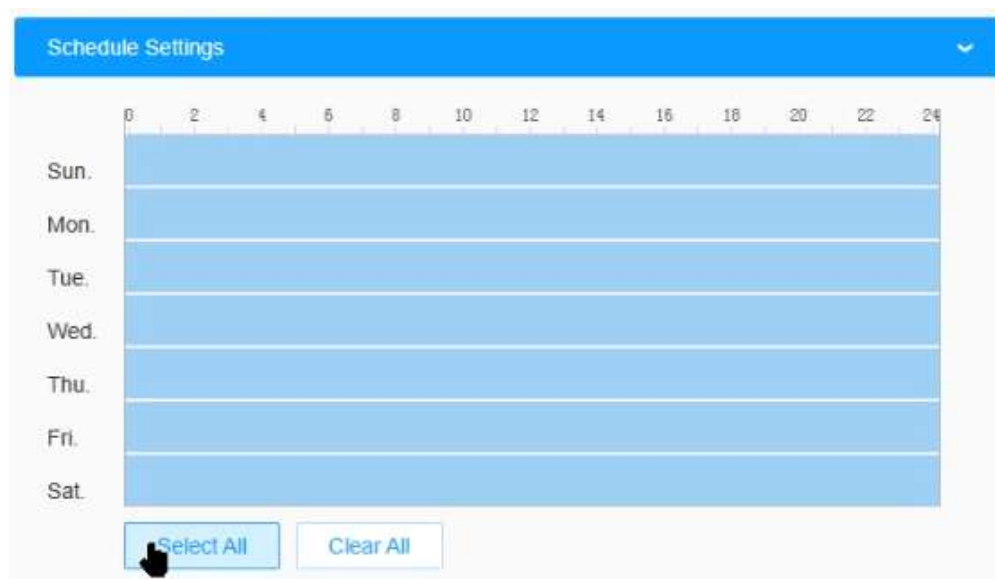 Schedule Settings
0 2 4 6 8 10 12 14 16 18 20 22 24
Sun.
Mon.
Tue.
Wed.
Thu.
Fri.
Sat.
Select All Clear All